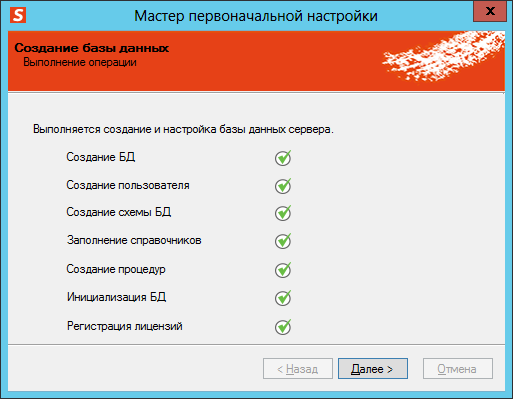 S
Мастер первоначальной настройки
x
Создание базы данных
Выполнение операции
Выполняется создание и настройка базы данных сервера.
Создание БД
Создание пользователя
Создание схемы БД
Заполнение справочников
Создание процедур
Инициализация БД
Регистрация лицензий
< Назад
Далее >
Отмена